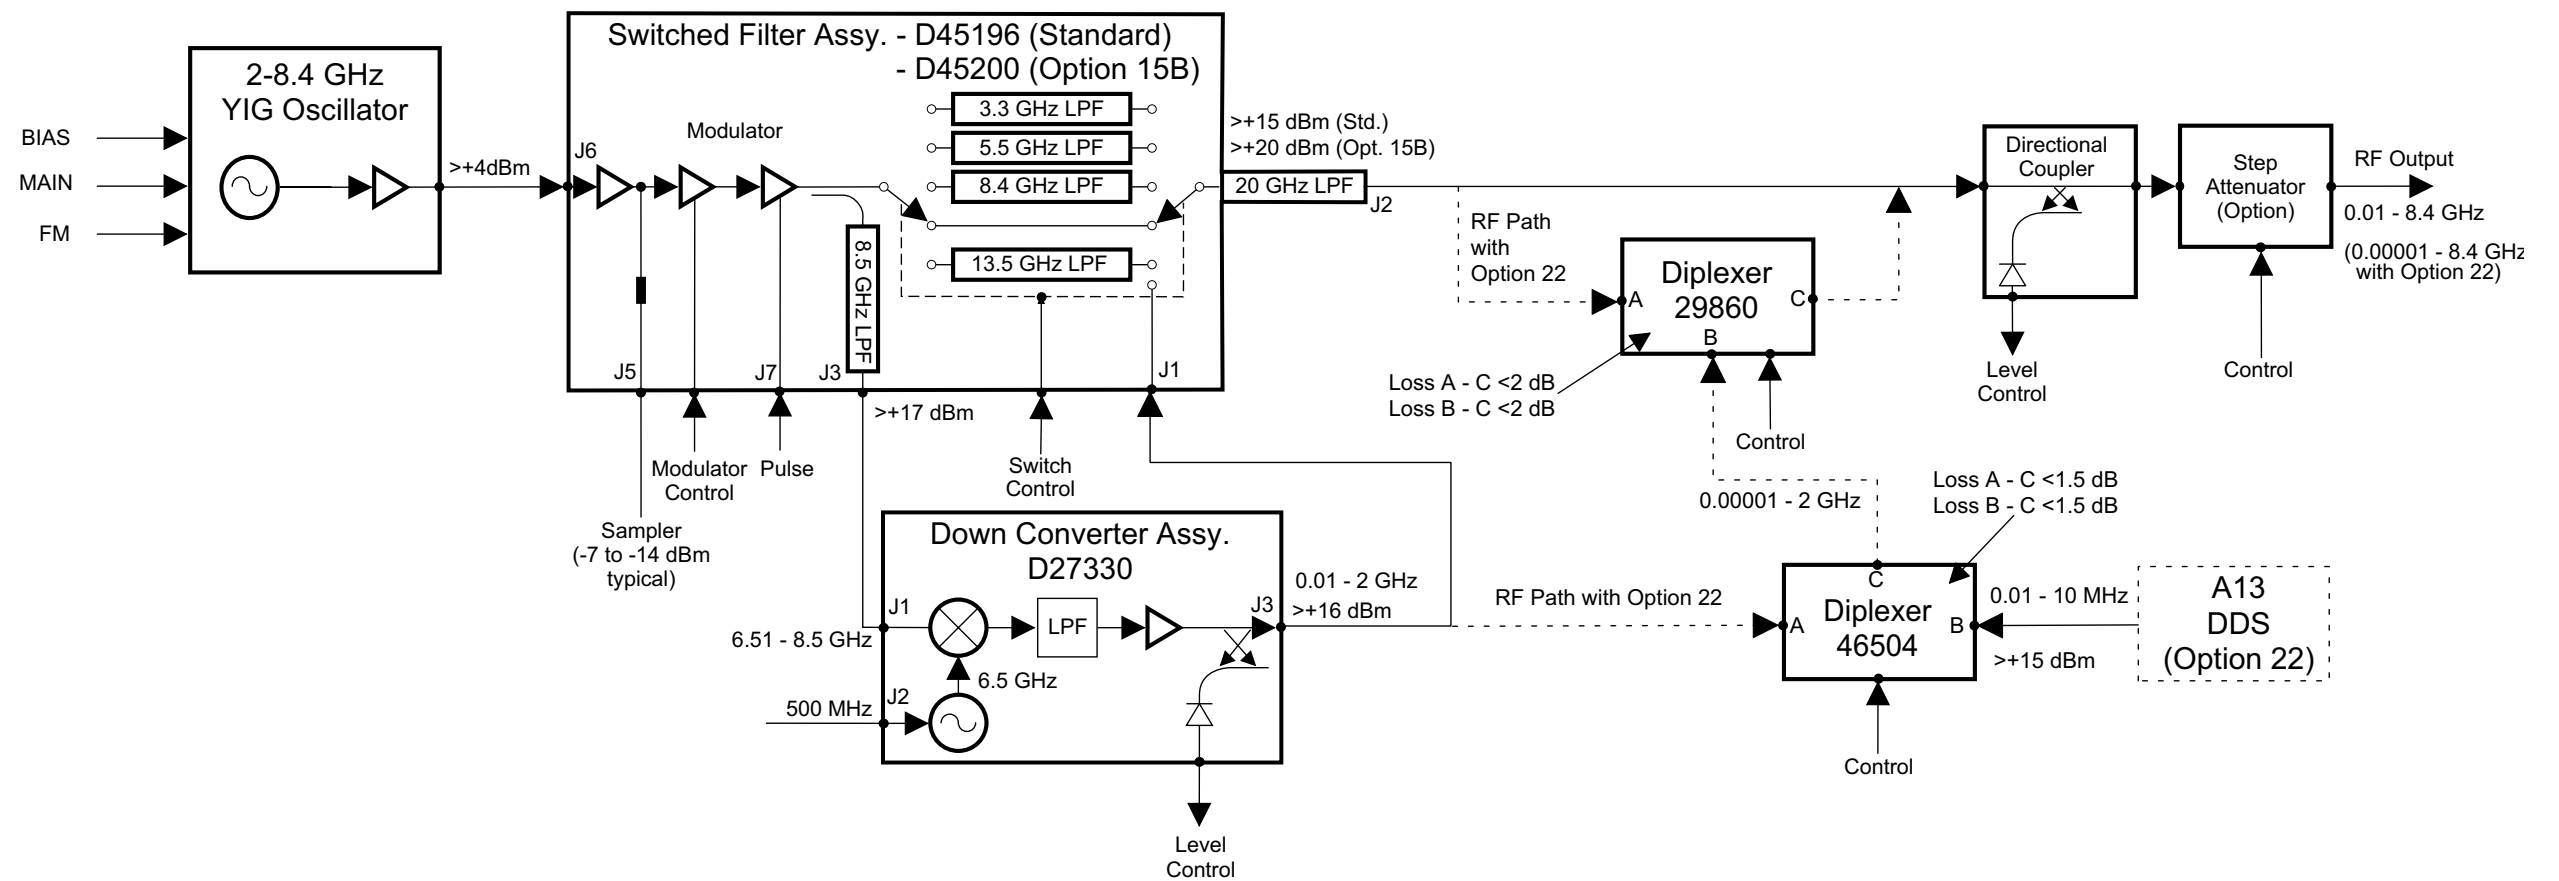 2-8.4 GHz
YIG Oscillator
BIAS
MAIN
FM
>+4dBm
Switched Filter Assy. - D45196 (Standard)
- D45200 (Option 15B)
J6
Modulator
3.3 GHz LPF
5.5 GHz LPF
8.4 GHz LPF
13.5 GHz LPF
8.5 GHz LPF
20 GHz LPF
J2
>+15 dBm (Std.)
>+20 dBm (Opt. 15B)
J5
J7
J3
J1
>+17 dBm
Modulator
Control
Pulse
Switch
Control
Sampler
(-7 to -14 dBm
typical)
RF Path
with
Option 22
Diplexer
29860
A
B
C
Loss A - C <2 dB
Loss B - C <2 dB
Control
Directional
Coupler
Level
Control
Step
Attenuator
(Option)
Control
RF Output
0.01 - 8.4 GHz
(0.00001 - 8.4 GHz
with Option 22)
Down Converter Assy.
D27330
J1
LPF
J3
6.51 - 8.5 GHz
6.5 GHz
500 MHz
J2
0.01 - 2 GHz
>+16 dBm
Level
Control
RF Path with Option 22
0.00001 - 2 GHz
Loss A - C <1.5 dB
Loss B - C <1.5 dB
C
Diplexer
46504
A
B
Control
0.01 - 10 MHz
>+15 dBm
A13
DDS
(Option 22)